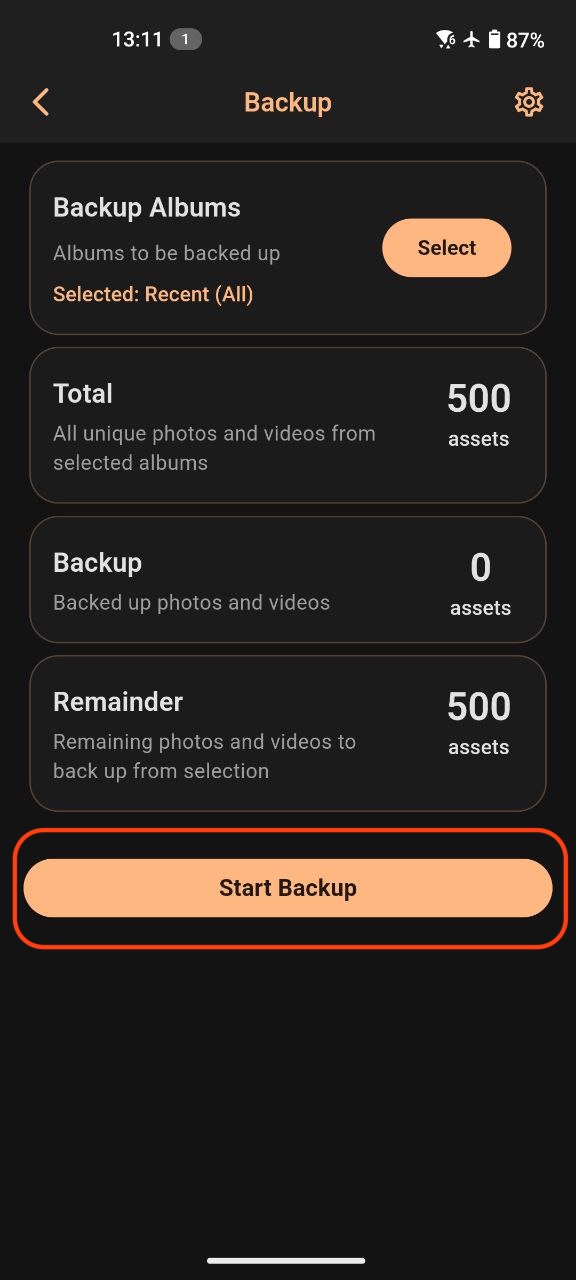 13:11 1 6 87%
Backup
Backup Albums
Albums to be backed up
Selected: Recent (All)
Select
Total
All unique photos and videos from
selected albums
500
assets
Backup
Backed up photos and videos
0
assets
Remainder
Remaining photos and videos to
back up from selection
500
assets
Start Backup